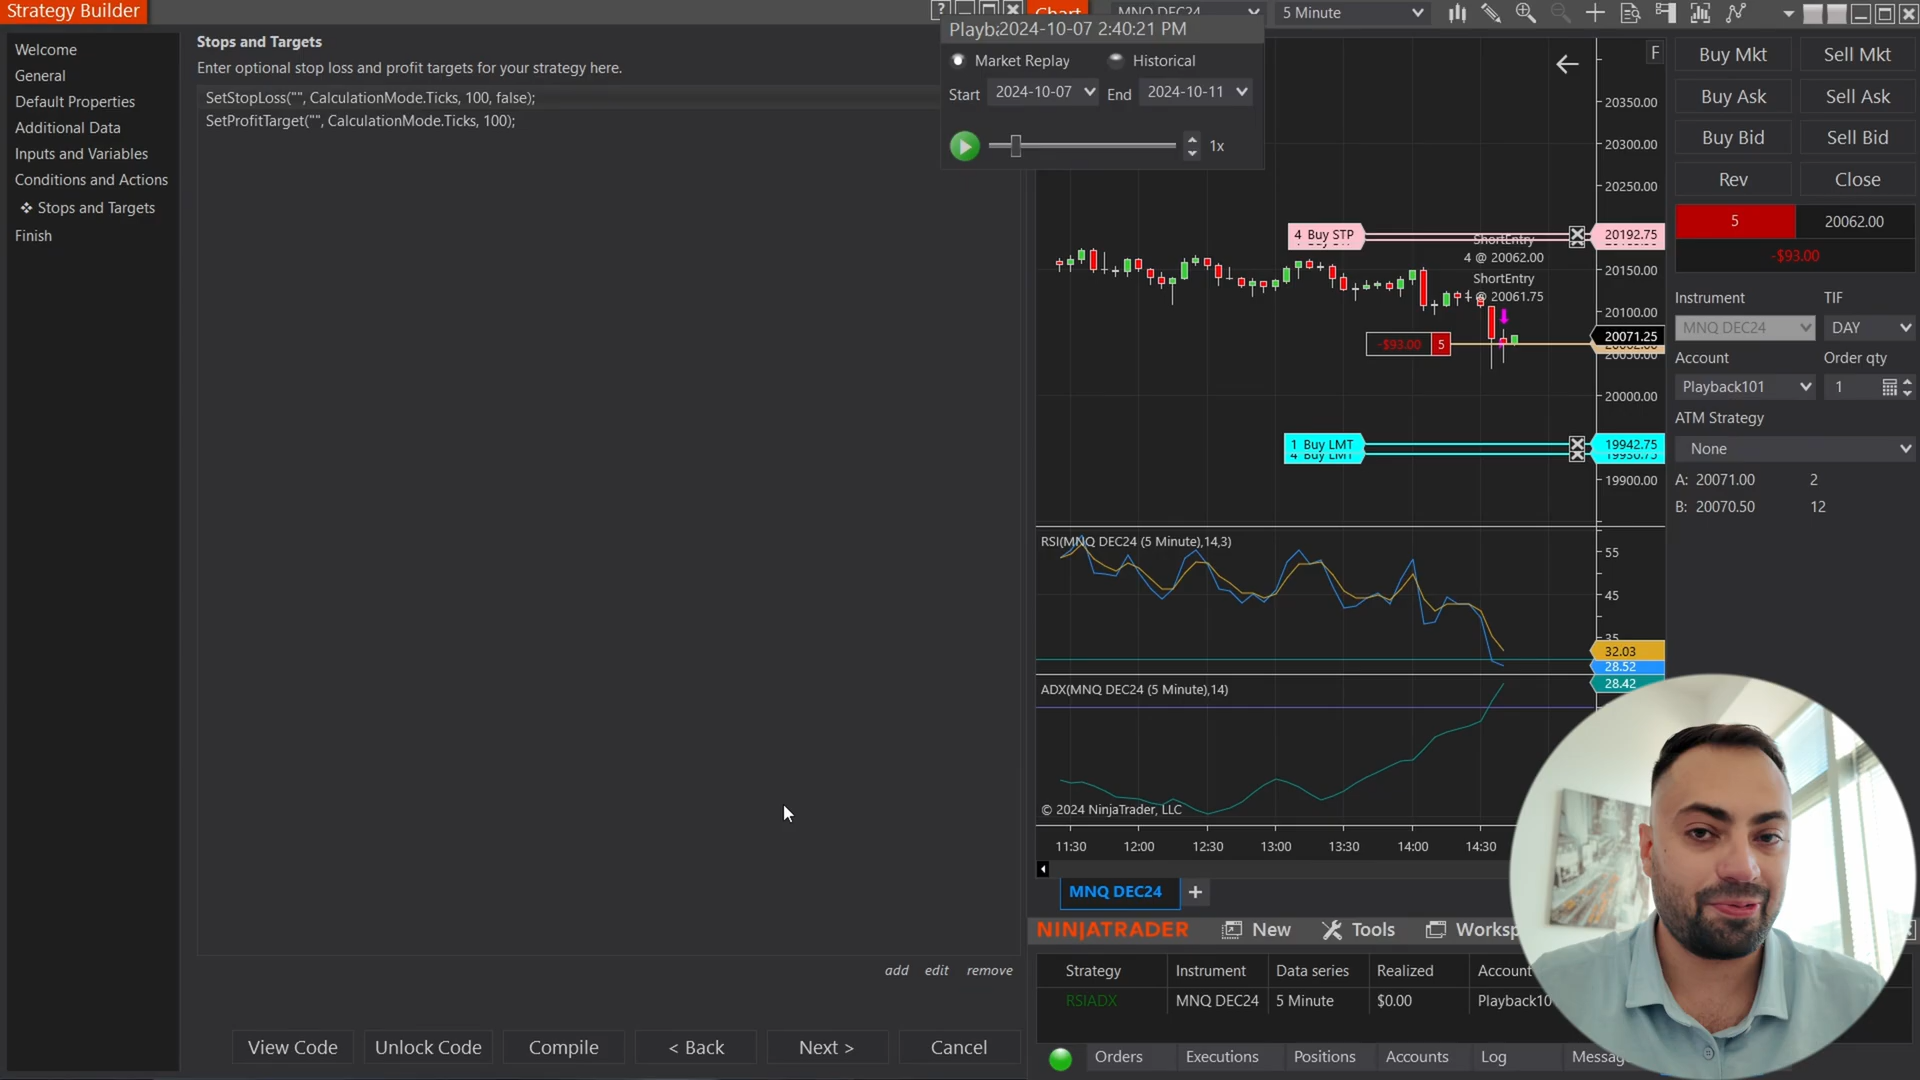 Strategy Builder
Welcome
General
Default Properties
Additional Data
Inputs and Variables
Conditions and Actions
Stops and Targets
Finish
Stops and Targets
Enter optional stop loss and profit targets for your strategy here.
SetStopLoss("", CalculationMode.Ticks, 100, false);
SetProfitTarget("", CalculationMode.Ticks, 100);
add edit remove
View Code Unlock Code Compile < Back Next > Cancel
Chart MNQ DEC24 5 Minute
2024-10-07 2:40:21 PM
Market Replay Historical
Start 2024-10-07 End 2024-10-11
1x
F
20350.00
20300.00
20250.00
4 Buy STP 20192.75
ShortEntry
4 @ 20062.00
20150.00
ShortEntry
1 @ 20061.75
20100.00
20071.25
-$93.00 5
20050.00
20000.00
1 Buy LMT 19942.75
4 Buy LMT
19900.00
RSI(MNQ DEC24 (5 Minute),14,3)
55
45
35
32.03
28.52
28.42
ADX(MNQ DEC24 (5 Minute),14)
© 2024 NinjaTrader, LLC
11:30 12:00 12:30 13:00 13:30 14:00 14:30
MNQ DEC24 +
Buy Mkt Sell Mkt
Buy Ask Sell Ask
Buy Bid Sell Bid
Rev Close
5 20062.00
-$93.00
Instrument TIF
MNQ DEC24 DAY
Account Order qty
Playback101 1
ATM Strategy
None
A: 20071.00 2
B: 20070.50 12
NINJATRADER New Tools Worksp
Strategy Instrument Data series Realized Account
RSIADX MNQ DEC24 5 Minute $0.00 Playback10
Orders Executions Positions Accounts Log Messag